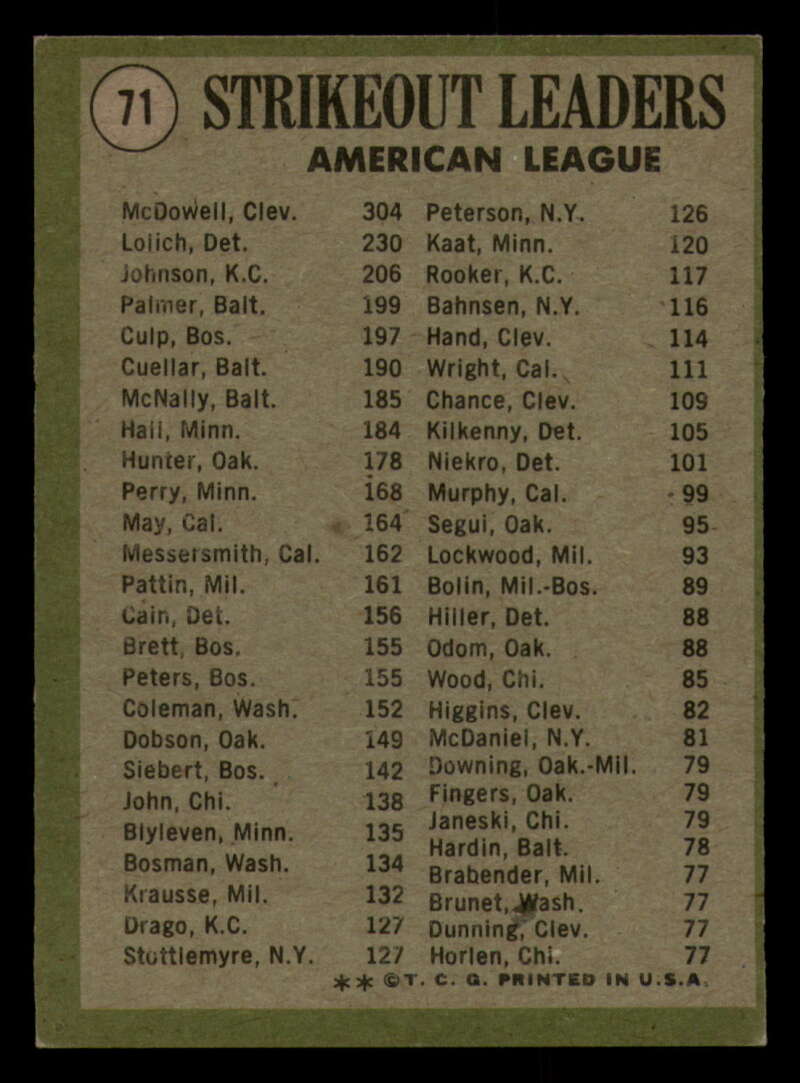 71 STRIKEOUT LEADERS
AMERICAN LEAGUE
McDowell, Clev. 304
Lolich, Det. 230
Johnson, K.C. 206
Palmer, Balt. 199
Culp, Bos. 197
Cuellar, Balt. 190
McNally, Balt. 185
Hall, Minn. 184
Hunter, Oak. 178
Perry, Minn. 168
May, Cal. 164
Messersmith, Cal. 162
Pattin, Mil. 161
Cain, Det. 156
Brett, Bos. 155
Peters, Bos. 155
Coleman, Wash. 152
Dobson, Oak. 149
Siebert, Bos. 142
John, Chi. 138
Blyleven, Minn. 135
Bosman, Wash. 134
Krausse, Mil. 132
Drago, K.C. 127
Stottlemyre, N.Y. 127
Peterson, N.Y. 126
Kaat, Minn. 120
Rooker, K.C. 117
Bahnsen, N.Y. 116
Hand, Clev. 114
Wright, Cal. 111
Chance, Clev. 109
Kilkenny, Det. 105
Niekro, Det. 101
Murphy, Cal. 99
Segui, Oak. 95
Lockwood, Mil. 93
Bolin, Mil.-Bos. 89
Hiller, Det. 88
Odom, Oak. 88
Wood, Chi. 85
Higgins, Clev. 82
McDaniel, N.Y. 81
Downing, Oak.-Mil. 79
Fingers, Oak. 79
Janeski, Chi. 79
Hardin, Balt. 78
Brabender, Mil. 77
Brunet, Wash. 77
Dunning, Clev. 77
Horlen, Chi. 77
** ©T. C. G. PRINTED IN U.S.A.